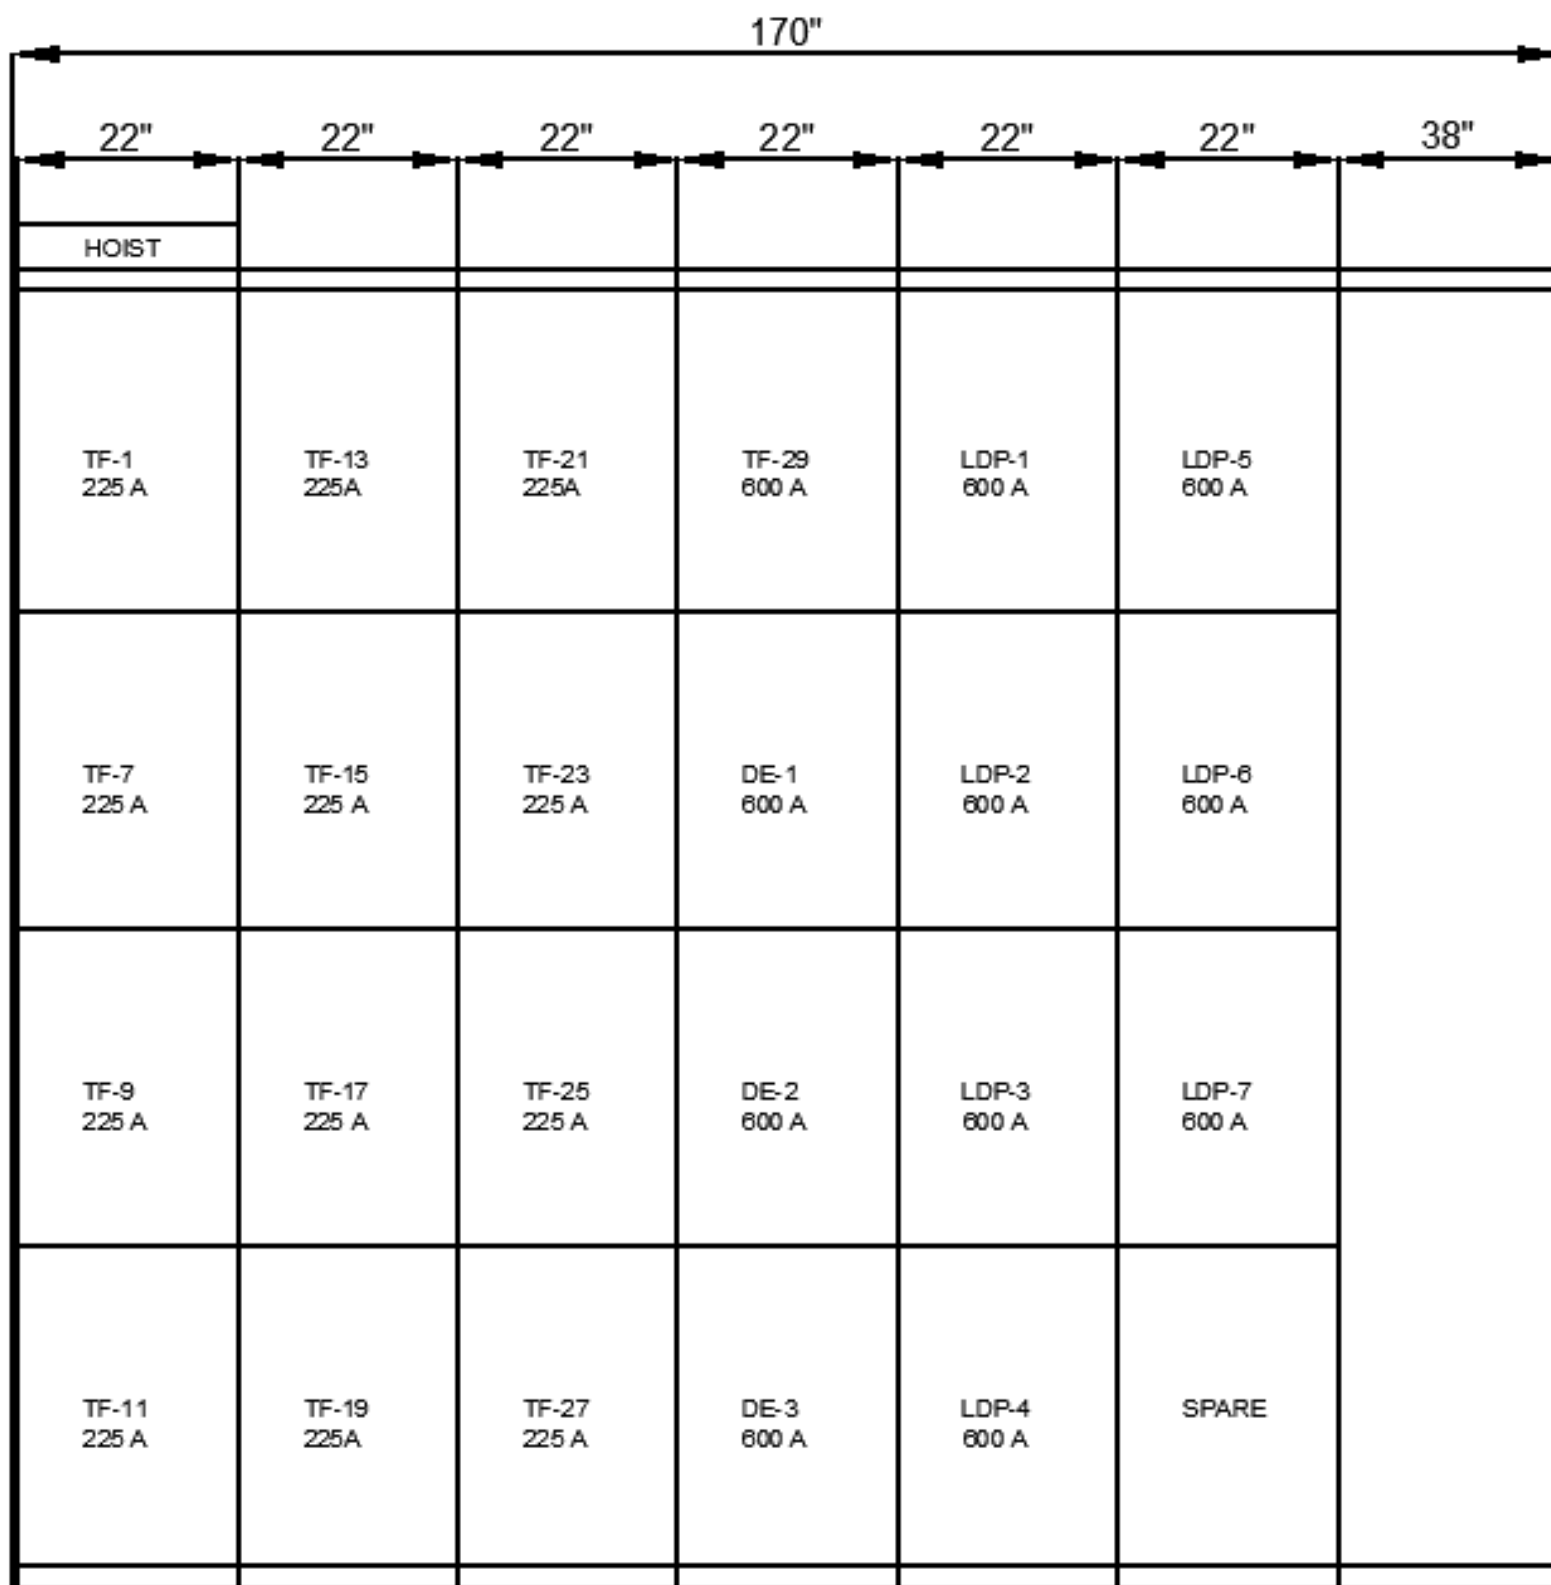 170"
22" 22" 22" 22" 22" 22" 38"
HOIST
TF-1 TF-13 TF-21 TF-29 LDP-1 LDP-5
225 A 225A 225A 600 A 600 A 600 A
TF-7 TF-15 TF-23 DE-1 LDP-2 LDP-6
225 A 225 A 225 A 600 A 600 A 600 A
TF-9 TF-17 TF-25 DE-2 LDP-3 LDP-7
225 A 225 A 225 A 600 A 600 A 600 A
TF-11 TF-19 TF-27 DE-3 LDP-4 SPARE
225 A 225A 225 A 600 A 600 A